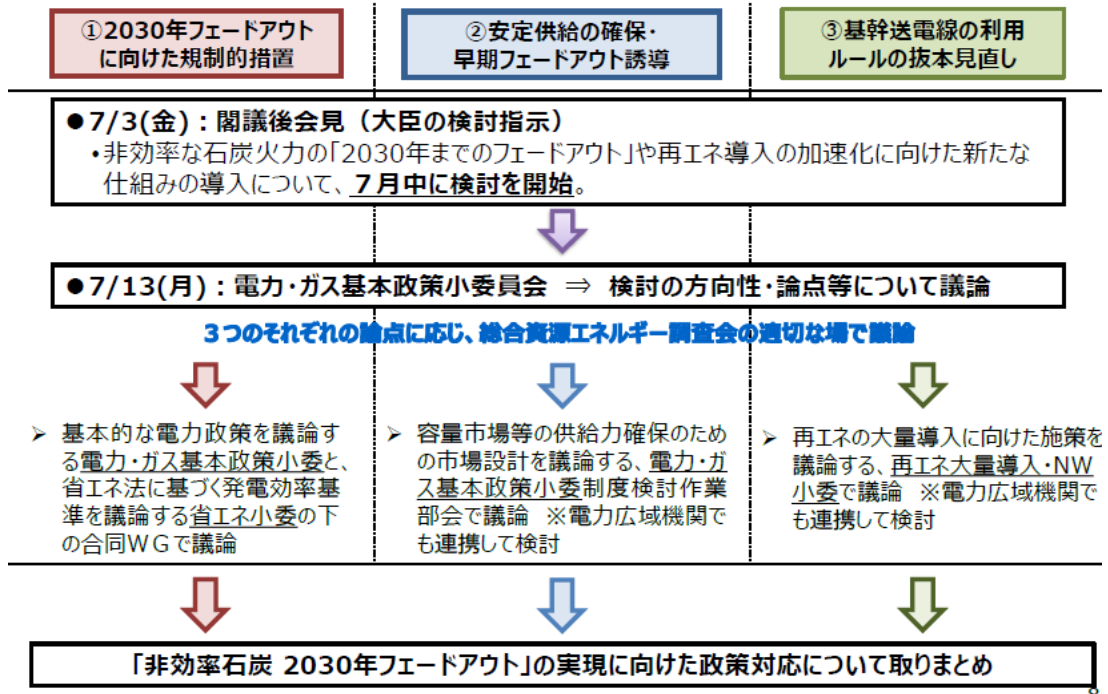 ①2030年フェードアウト
に向けた規制的措置
②安定供給の確保・
早期フェードアウト誘導
③基幹送電線の利用
ルールの抜本見直し
●7/3(金)：閣議後会見（大臣の検討指示）
・非効率な石炭火力の「2030年までのフェードアウト」や再エネ導入の加速化に向けた新たな
仕組みの導入について、７月中に検討を開始。
●7/13(月)：電力・ガス基本政策小委員会 ⇒ 検討の方向性・論点等について議論
３つのそれぞれの論点に応じ、総合資源エネルギー調査会の適切な場で議論
➢ 基本的な電力政策を議論す
る電力・ガス基本政策小委と、
省エネ法に基づく発電効率基
準を議論する省エネ小委の下
の合同ＷＧで議論
➢ 容量市場等の供給力確保のため
の市場設計を議論する、電力・ガ
ス基本政策小委制度検討作業
部会で議論 ※電力広域機関で
も連携して検討
➢ 再エネの大量導入に向けた施策を
議論する、再エネ大量導入・NW
小委で議論 ※電力広域機関で
も連携して検討
「非効率石炭 2030年フェードアウト」の実現に向けた政策対応について取りまとめ